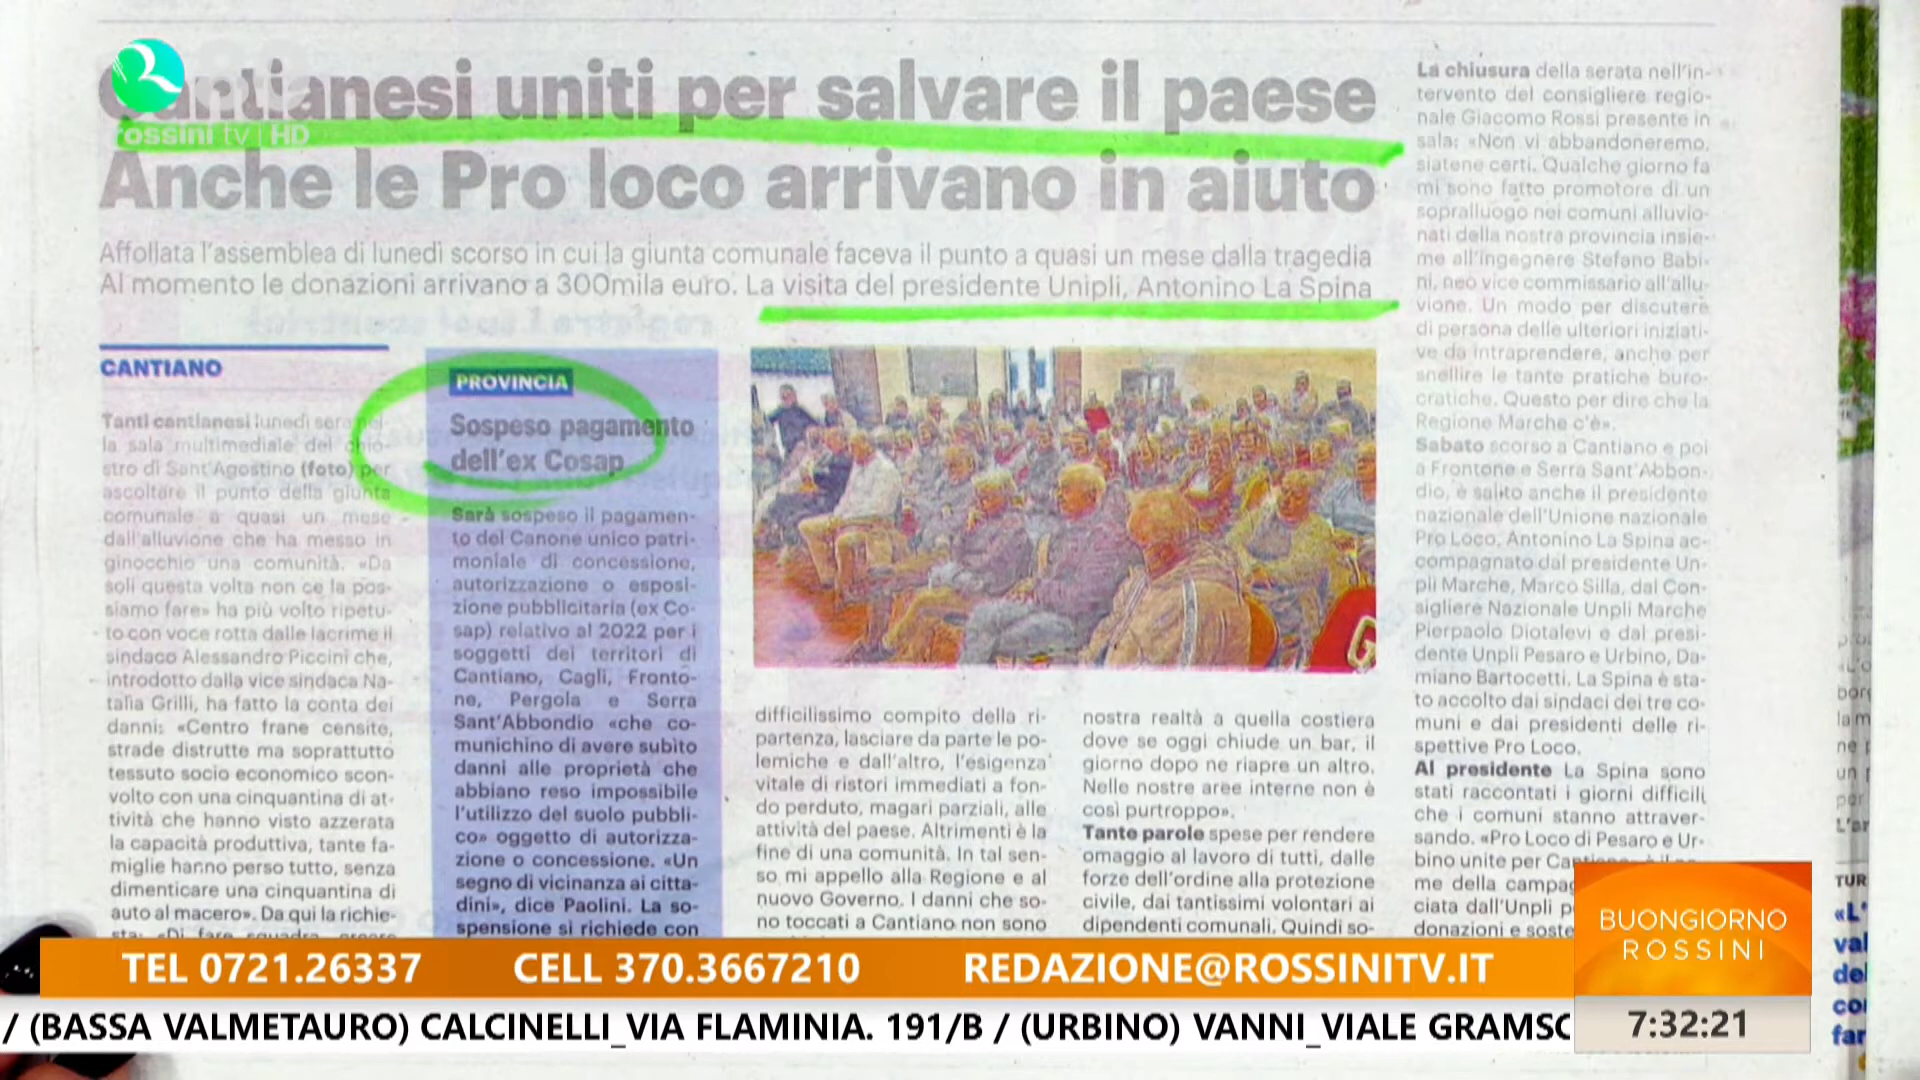 Cantianesi uniti per salvare il paese
Anche le Pro loco arrivano in aiuto
rossini tv | HD
Affollata l'assemblea di lunedì scorso in cui la giunta comunale faceva il punto a quasi un mese dalla tragedia
Al momento le donazioni arrivano a 300mila euro. La visita del presidente Unipli, Antonino La Spina
CANTIANO
Tanti cantianesi lunedì sera nel-
la sala multimediale del chio-
stro di Sant'Agostino (foto) per
ascoltare il punto della giunta
comunale a quasi un mese
dall'alluvione che ha messo in
ginocchio una comunità. «Da
soli questa volta non ce la pos-
siamo fare» ha più volto ripetu-
to con voce rotta dalle lacrime il
sindaco Alessandro Piccini che,
introdotto dalla vice sindaca Na-
talia Grilli, ha fatto la conta dei
danni: «Centro frane censite,
strade distrutte ma soprattutto
tessuto socio economico scon-
volto con una cinquantina di at-
tività che hanno visto azzerata
la capacità produttiva, tante fa-
miglie hanno perso tutto, senza
dimenticare una cinquantina di
auto al macero». Da qui la richie-
sta: «Di fare squadra
PROVINCIA
Sospeso pagamento
dell'ex Cosap
Sarà sospeso il pagamen-
to del Canone unico patri-
moniale di concessione,
autorizzazione o esposi-
zione pubblicitaria (ex Co-
sap) relativo al 2022 per i
soggetti dei territori di
Cantiano, Cagli, Fronto-
ne, Pergola e Serra
Sant'Abbondio «che co-
munichino di avere subìto
danni alle proprietà che
abbiano reso impossibile
l'utilizzo del suolo pubbli-
co» oggetto di autorizza-
zione o concessione. «Un
segno di vicinanza ai citta-
dini», dice Paolini. La so-
spensione si richiede con
difficilissimo compito della ri-
partenza, lasciare da parte le po-
lemiche e dall'altro, l'esigenza
vitale di ristori immediati a fon-
do perduto, magari parziali, alle
attività del paese. Altrimenti è la
fine di una comunità. In tal sen-
so mi appello alla Regione e al
nuovo Governo. I danni che so-
no toccati a Cantiano non sono
nostra realtà a quella costiera
dove se oggi chiude un bar, il
giorno dopo ne riapre un altro.
Nelle nostre aree interne non è
così purtroppo».
Tante parole spese per rendere
omaggio al lavoro di tutti, dalle
forze dell'ordine alla protezione
civile, dai tantissimi volontari ai
dipendenti comunali. Quindi so-
La chiusura della serata nell'in-
tervento del consigliere regio-
nale Giacomo Rossi presente in
sala: «Non vi abbandoneremo,
siatene certi. Qualche giorno fa
mi sono fatto promotore di un
sopralluogo nei comuni alluvio-
nati della nostra provincia insie-
me all'ingegnere Stefano Babi-
ni, neo vice commissario all'allu-
vione. Un modo per discutere
di persona delle ulteriori iniziati-
ve da intraprendere, anche per
snellire le tante pratiche buro-
cratiche. Questo per dire che la
Regione Marche c'è».
Sabato scorso a Cantiano e poi
a Frontone e Serra Sant'Abbon-
dio, è salito anche il presidente
nazionale dell'Unione nazionale
Pro Loco, Antonino La Spina ac-
compagnato dal presidente Un-
pli Marche, Marco Silla, dal Con-
sigliere Nazionale Unpli Marche
Pierpaolo Diotalevi e dal presi-
dente Unpli Pesaro e Urbino, Da-
miano Bartocetti. La Spina è sta-
to accolto dai sindaci dei tre co-
muni e dai presidenti delle ri-
spettive Pro Loco.
Al presidente La Spina sono
stati raccontati i giorni difficili
che i comuni stanno attraver-
sando. «Pro Loco di Pesaro e Ur-
bino unite per
me della campag
ciata dall'Unpli p
donazioni e soste
TUR
«L'
val
del
co
far
BUONGIORNO
ROSSINI
TEL 0721.26337 CELL 370.3667210 REDAZIONE@ROSSINITV.IT
/ (BASSA VALMETAURO) CALCINELLI_VIA FLAMINIA. 191/B / (URBINO) VANNI_VIALE GRAMSC
7:32:21